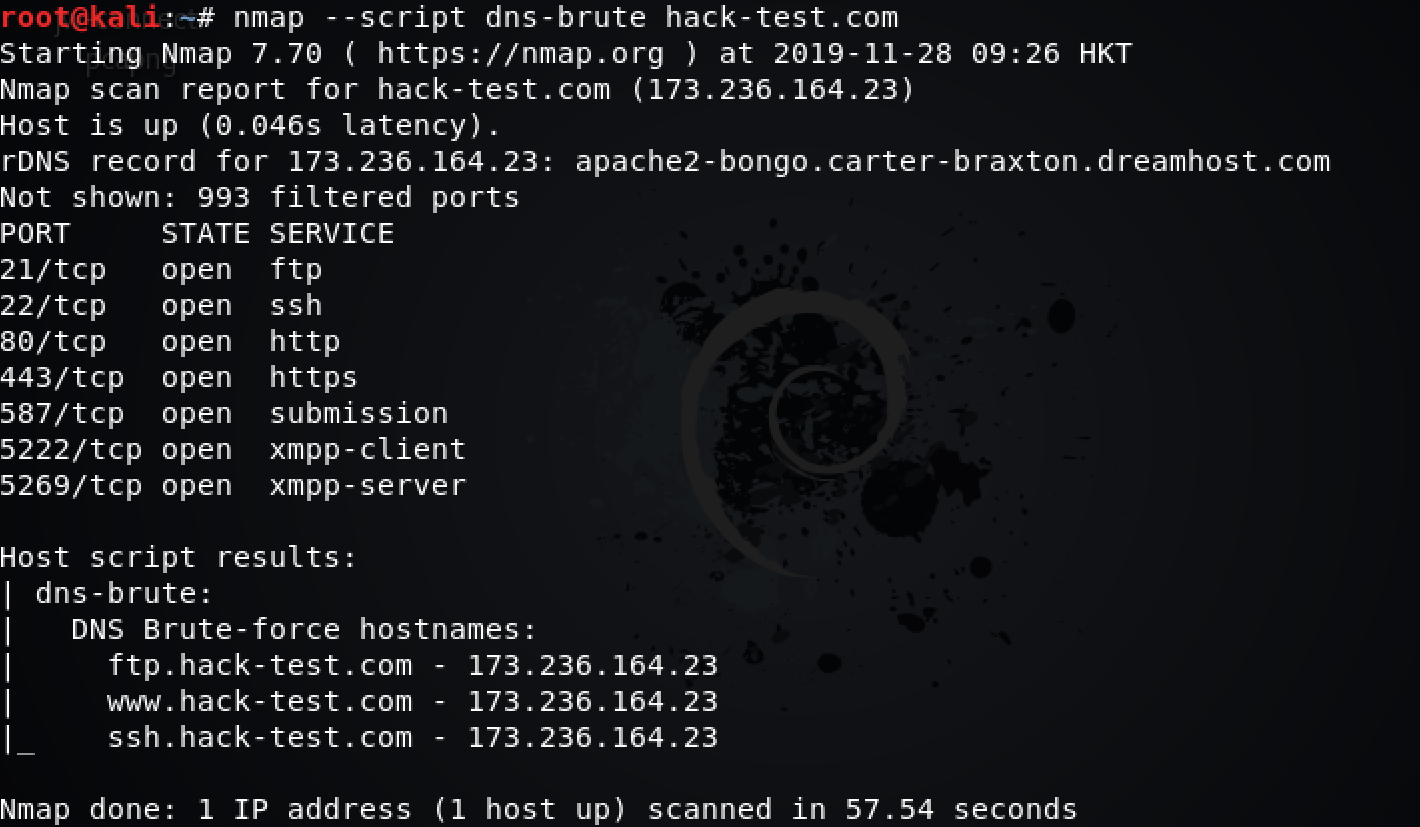 root@kali:~# nmap --script dns-brute hack-test.com
Starting Nmap 7.70 ( https://nmap.org ) at 2019-11-28 09:26 HKT
Nmap scan report for hack-test.com (173.236.164.23)
Host is up (0.046s latency).
rDNS record for 173.236.164.23: apache2-bongo.carter-braxton.dreamhost.com
Not shown: 993 filtered ports
PORT     STATE SERVICE
21/tcp   open  ftp
22/tcp   open  ssh
80/tcp   open  http
443/tcp  open  https
587/tcp  open  submission
5222/tcp open  xmpp-client
5269/tcp open  xmpp-server

Host script results:
| dns-brute:
|   DNS Brute-force hostnames:
|     ftp.hack-test.com - 173.236.164.23
|     www.hack-test.com - 173.236.164.23
|_    ssh.hack-test.com - 173.236.164.23

Nmap done: 1 IP address (1 host up) scanned in 57.54 seconds